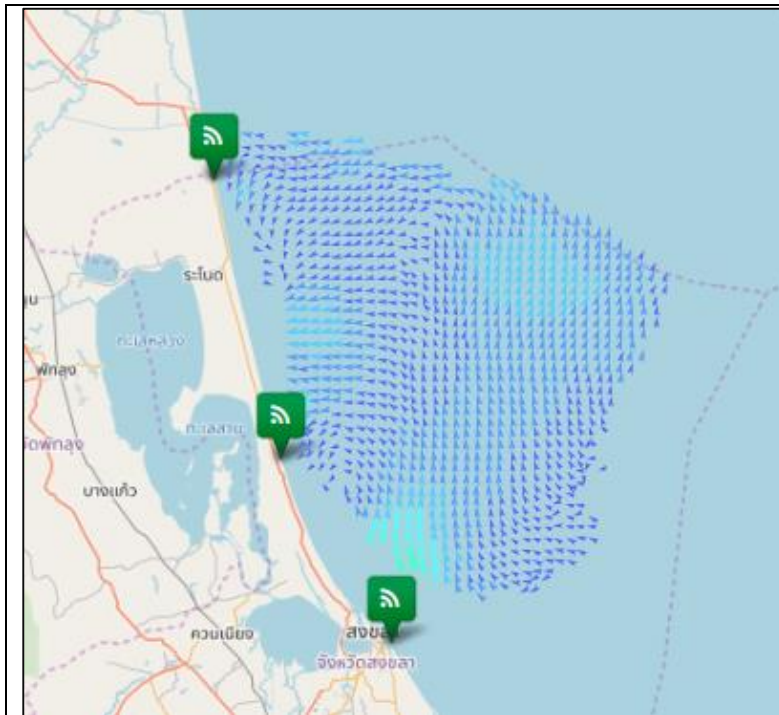 ระโนด
ทะเลหลวง
พัทลุง
ทะเลสาบ
บางแก้ว
ควนเนียง
สงขลา
จังหวัดสงขลา